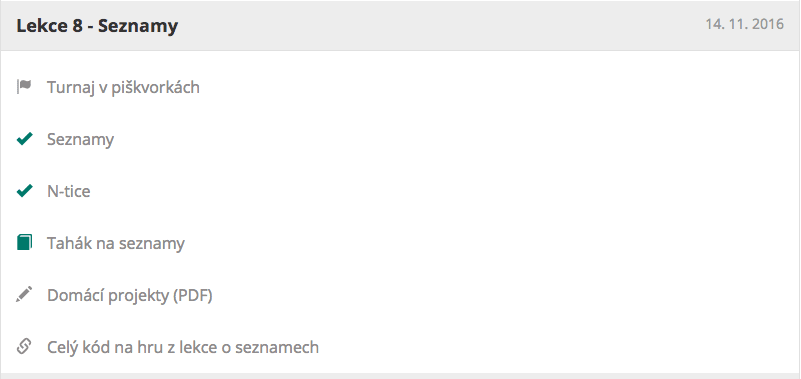 Lekce 8 - Seznamy
14. 11. 2016
Turnaj v piškvorkách
Seznamy
N-tice
Tahák na seznamy
Domácí projekty (PDF)
Celý kód na hru z lekce o seznamech